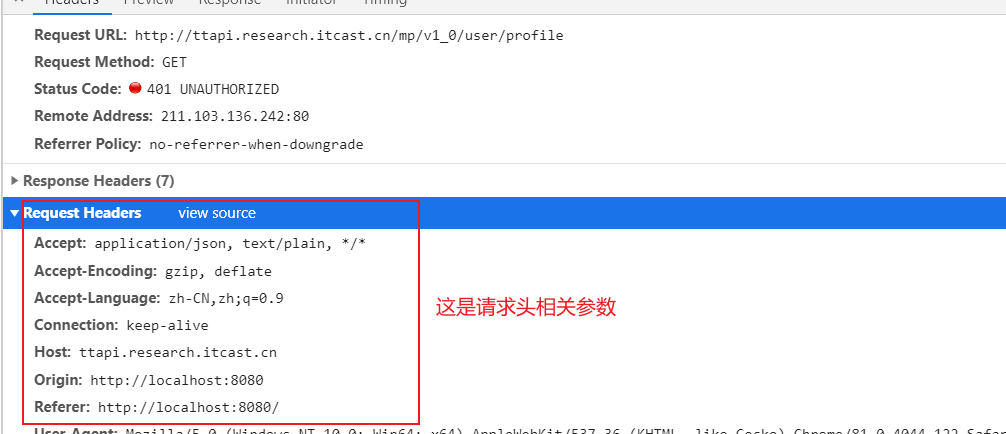 Headers Preview Response Initiator Timing
Request URL: http://ttapi.research.itcast.cn/mp/v1_0/user/profile
Request Method: GET
Status Code: 401 UNAUTHORIZED
Remote Address: 211.103.136.242:80
Referrer Policy: no-referrer-when-downgrade
Response Headers (7)
Request Headers view source
Accept: application/json, text/plain, */*
Accept-Encoding: gzip, deflate
Accept-Language: zh-CN,zh;q=0.9
这是请求头相关参数
Connection: keep-alive
Host: ttapi.research.itcast.cn
Origin: http://localhost:8080
Referer: http://localhost:8080/
User-Agent: Mozilla/5.0 (Windows NT 10.0; Win64; x64) AppleWebKit/537.36 (KHTML, like Gecko) Chrome/81.0.4044.122 Safar